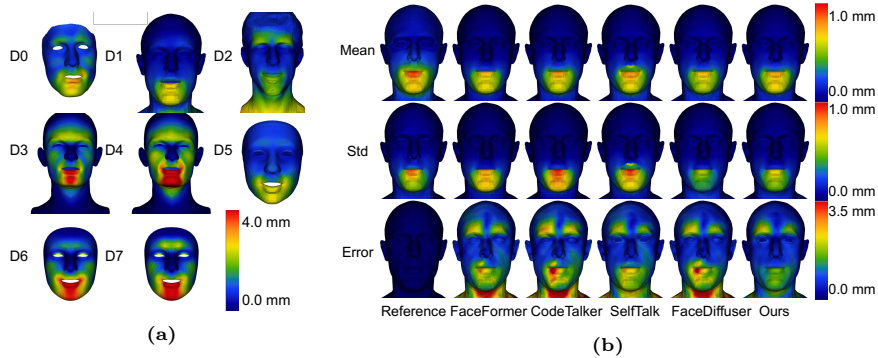 D0
D1
D2
D3
D4
D5
4.0 mm
D6
D7
0.0 mm
(a)
Mean
1.0 mm
0.0 mm
Std
1.0 mm
0.0 mm
Error
3.5 mm
0.0 mm
Reference FaceFormer CodeTalker SelfTalk FaceDiffuser Ours
(b)